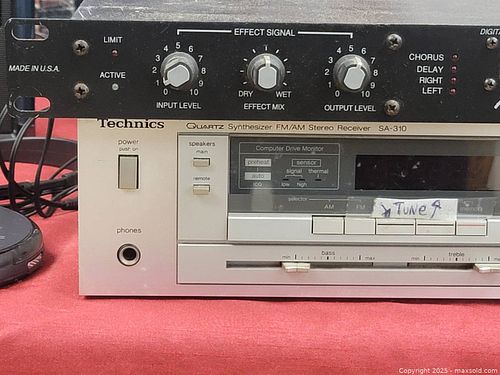 EFFECT SIGNAL
LIMIT
MADE IN U.S.A.
ACTIVE
0 1 2 3 4 5 6 7 8 9 10
INPUT LEVEL
DRY WET
EFFECT MIX
0 1 2 3 4 5 6 7 8 9 10
OUTPUT LEVEL
CHORUS
DELAY
RIGHT
LEFT
Technics
QUARTZ Synthesizer FM/AM Stereo Receiver SA-310
power
push on
speakers
main
remote
Computer Drive Monitor
preheat
auto
ICQ
sensor
signal thermal
low high
selector
AM FM
TUNE
phones
bass
min max
treble
min
Copyright © 2025 - maxsold.com